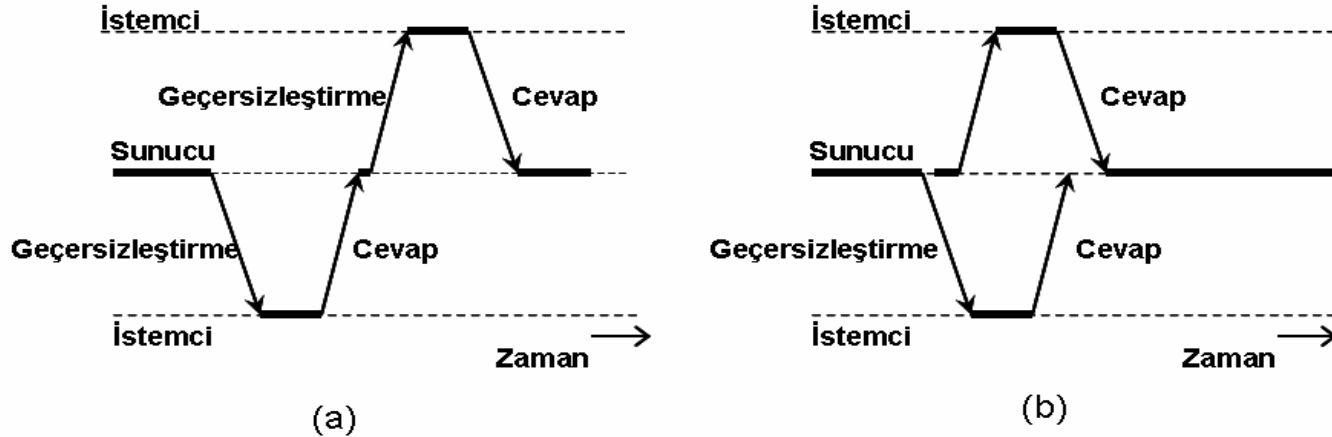 İstemci
Geçersizleştirme
Cevap
Sunucu
Geçersizleştirme
Cevap
İstemci
Zaman
(a)
İstemci
Cevap
Sunucu
Geçersizleştirme
Cevap
İstemci
Zaman
(b)